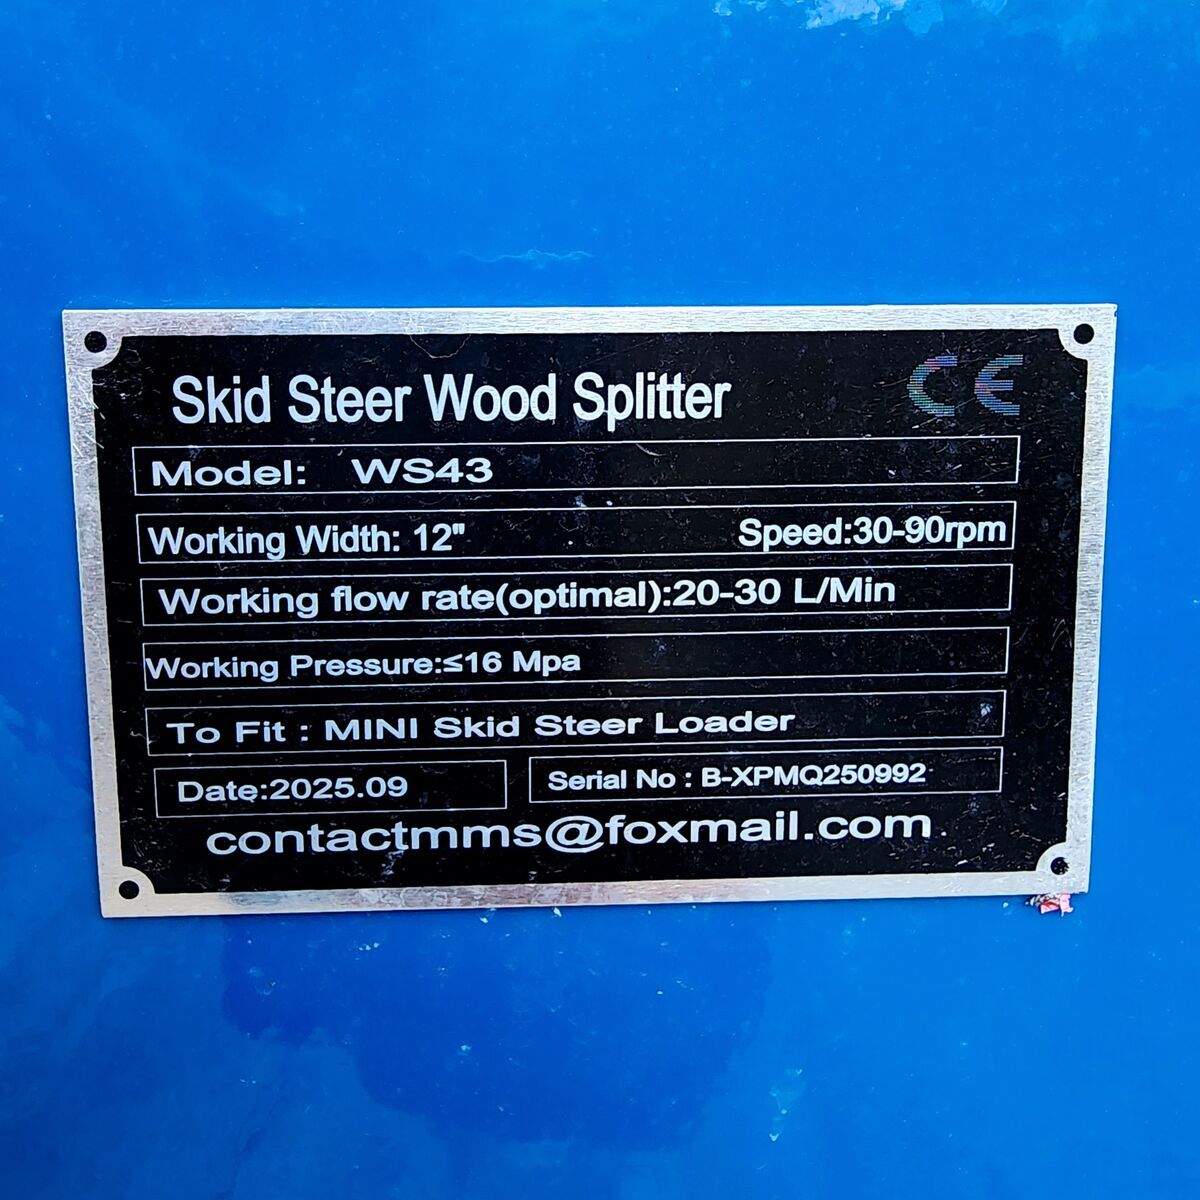 Skid Steer Wood Splitter CE
Model: WS43
Working Width: 12" Speed:30-90rpm
Working flow rate(optimal):20-30 L/Min
Working Pressure:≤16 Mpa
To Fit : MINI Skid Steer Loader
Date:2025.09 Serial No : B-XPMQ250992
contactmms@foxmail.com